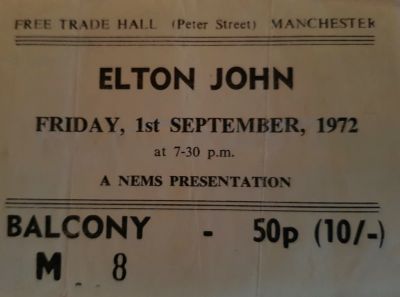 FREE TRADE HALL (Peter Street) MANCHESTER
ELTON JOHN
FRIDAY, 1st SEPTEMBER, 1972
at 7-30 p.m.
A NEMS PRESENTATION
BALCONY - 50p (10/-)
M 8